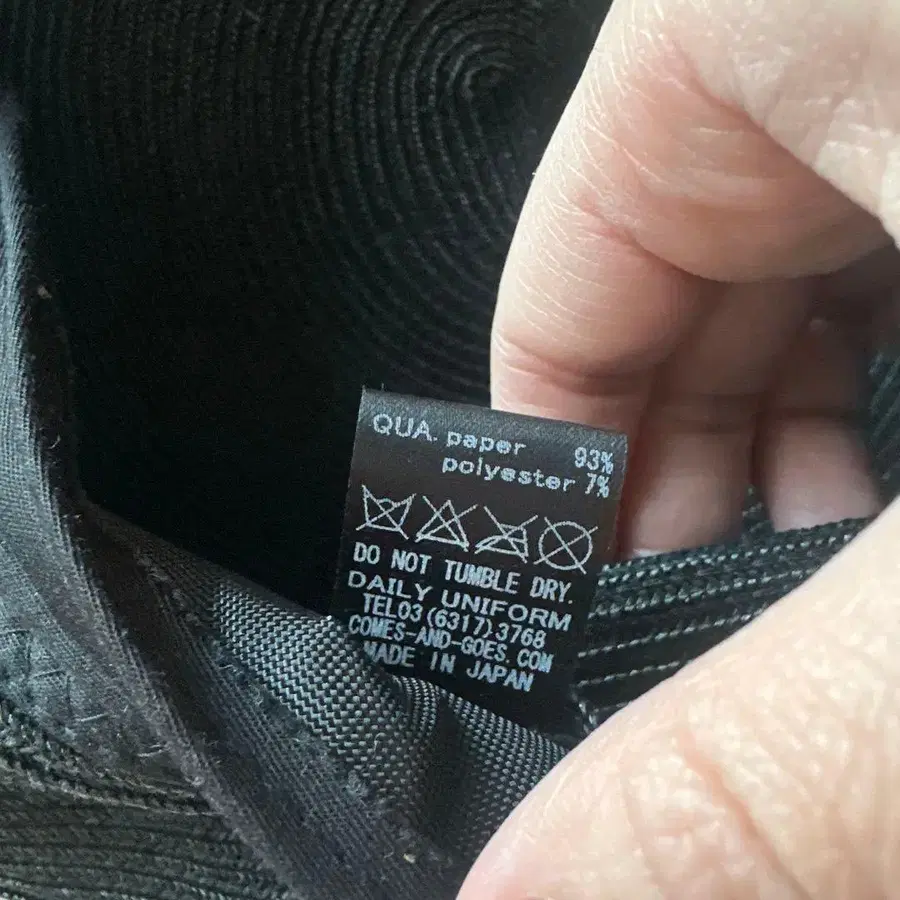 QUA. paper 93%
polyester 7%
DO NOT TUMBLE DRY.
DAILY UNIFORM
TEL03(6317)3768
COMES-AND-GOES.COM
MADE IN JAPAN